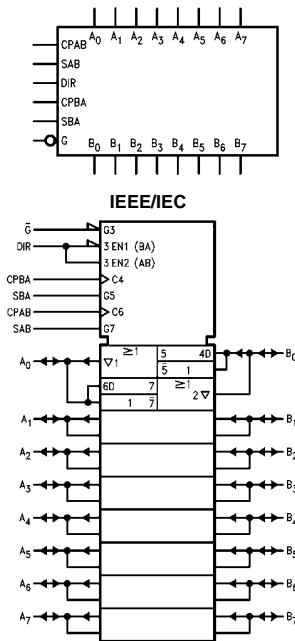 A0 A1 A2 A3 A4 A5 A6 A7
CPAB
SAB
DIR
CPBA
SBA
G
B0 B1 B2 B3 B4 B5 B6 B7
IEEE/IEC
G̅ G3
DIR 3 EN1 (BA)
3 EN2 (AB)
CPBA C4
SBA G5
CPAB C6
SAB G7
≥1 5 4D
A0 ▽1 5̅ 1 B0
6D 7 ≥1
1 7̅ 2▽
A1 B1
A2 B2
A3 B3
A4 B4
A5 B5
A6 B6
A7 B7